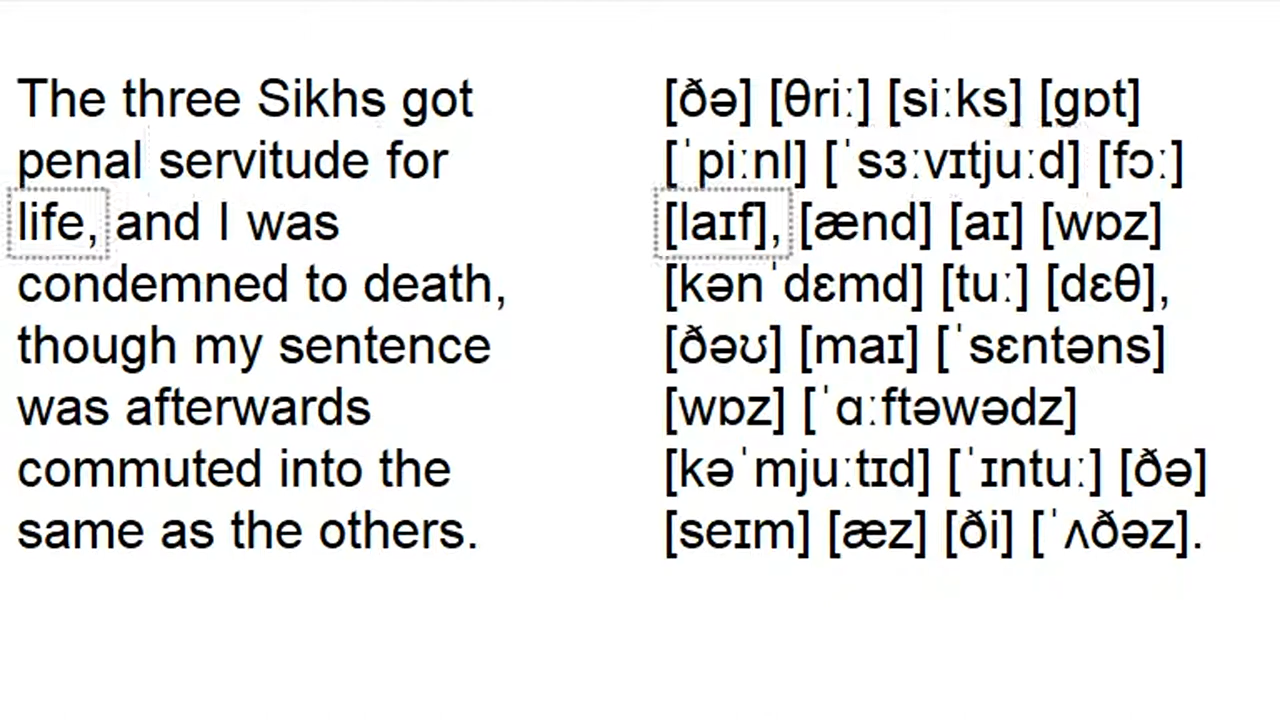 The three Sikhs got
penal servitude for
life, and I was
condemned to death,
though my sentence
was afterwards
commuted into the
same as the others.
[ðə] [θriː] [siːks] [gɒt]
[ˈpiːnl] [ˈsɜːvɪtjuːd] [fɔː]
[laɪf], [ænd] [aɪ] [wɒz]
[kənˈdɛmd] [tuː] [dɛθ],
[ðəʊ] [maɪ] [ˈsɛntəns]
[wɒz] [ˈɑːftəwədz]
[kəˈmjuːtɪd] [ˈɪntuː] [ðə]
[seɪm] [æz] [ði] [ˈʌðəz].